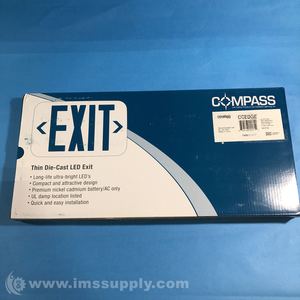 EXIT
COMPASS
CCEDGE
Thin Die-Cast LED Exit
• Long-life ultra-bright LED's
• Compact and attractive design
• Premium nickel cadmium battery/AC only
• UL damp location listed
• Quick and easy installation
© www.imssupply.com/